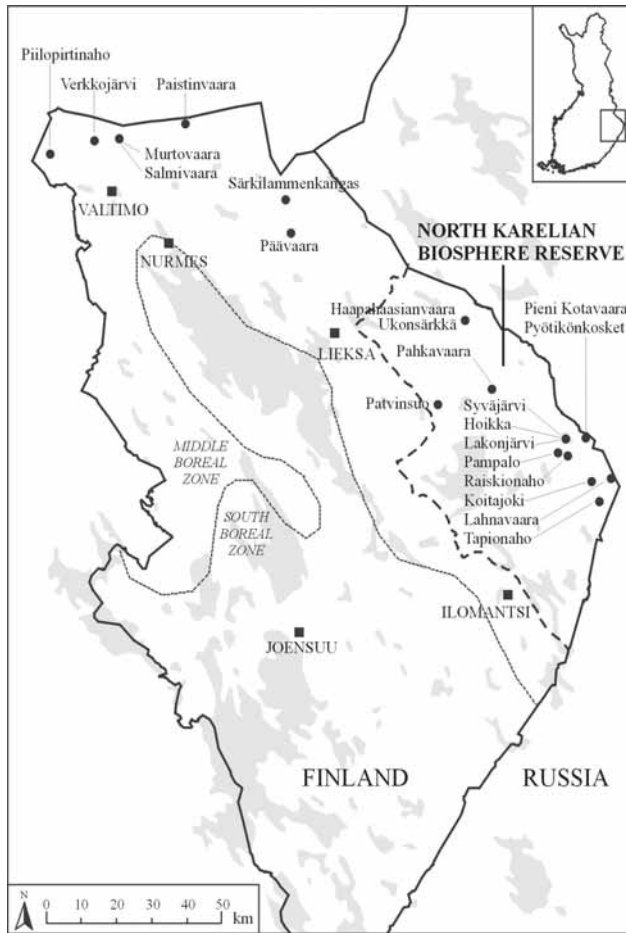 Piilopirtinaho
Verkkojärvi
Paistinvaara
Murtovaara
Salmivaara
VALTIMO
Särkilammenkangas
NURMES
Päävaara
NORTH KARELIAN
BIOSPHERE RESERVE
Haapahaasianvaara
Ukonsärkkä
Pieni Kotavaara
Pyötikönkosket
LIEKSA
Pahkavaara
Patvinsuo
Syväjärvi
Hoikka
Lakonjärvi
Pampalo
Raiskionaho
Koitajoki
Lahnavaara
Tapionaho
MIDDLE
BOREAL
ZONE
SOUTH
BOREAL
ZONE
ILOMANTSI
JOENSUU
FINLAND
RUSSIA
N
0 10 20 30 40 50
km